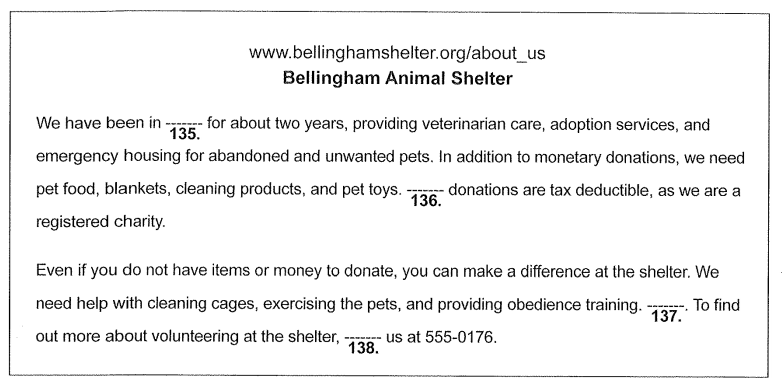 www.bellinghamshelter.org/about_us
Bellingham Animal Shelter
We have been in ------- for about two years, providing veterinarian care, adoption services, and
135.
emergency housing for abandoned and unwanted pets. In addition to monetary donations, we need
pet food, blankets, cleaning products, and pet toys. ------- donations are tax deductible, as we are a
136.
registered charity.
Even if you do not have items or money to donate, you can make a difference at the shelter. We
need help with cleaning cages, exercising the pets, and providing obedience training. -------. To find
137.
out more about volunteering at the shelter, ------- us at 555-0176.
138.